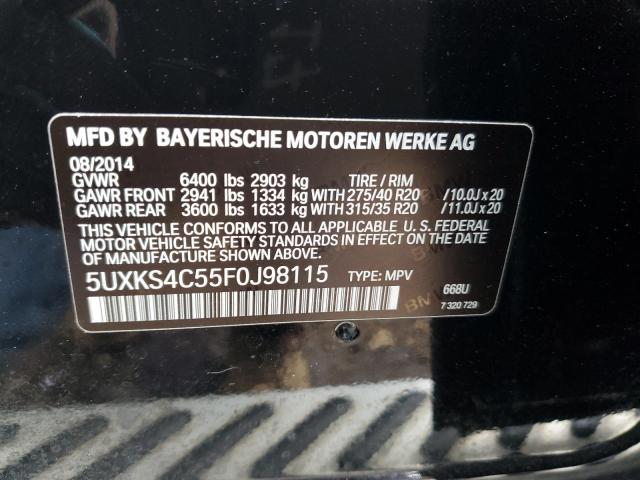 MFD BY BAYERISCHE MOTOREN WERKE AG
08/2014
GVWR 6400 lbs 2903 kg TIRE / RIM
GAWR FRONT 2941 lbs 1334 kg WITH 275/40 R20 /10.0J x 20
GAWR REAR 3600 lbs 1633 kg WITH 315/35 R20 /11.0J x 20
THIS VEHICLE CONFORMS TO ALL APPLICABLE U. S. FEDERAL
MOTOR VEHICLE SAFETY STANDARDS IN EFFECT ON THE DATE
OF MANUFACTURE SHOWN ABOVE.
5UXKS4C55F0J98115 TYPE: MPV
668U
7 320 729